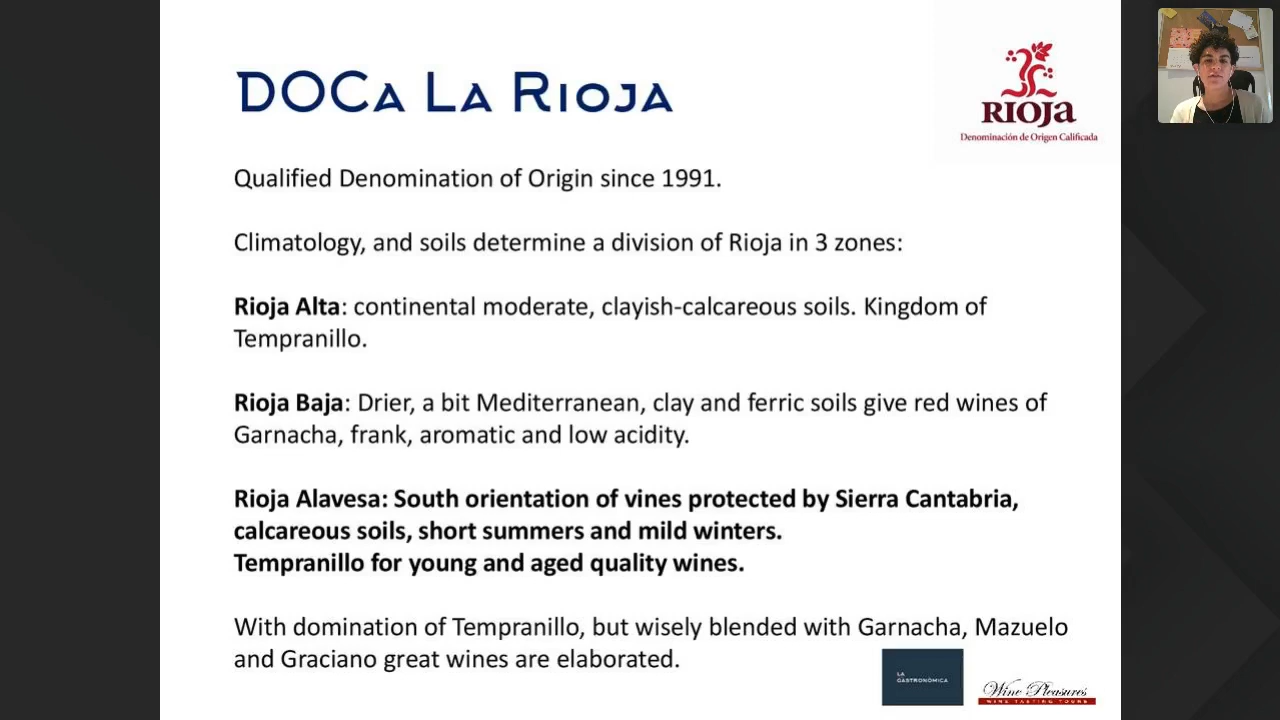 DOCa La Rioja
RIOJA
Denominación de Origen Calificada
Qualified Denomination of Origin since 1991.
Climatology, and soils determine a division of Rioja in 3 zones:
Rioja Alta: continental moderate, clayish-calcareous soils. Kingdom of
Tempranillo.
Rioja Baja: Drier, a bit Mediterranean, clay and ferric soils give red wines of
Garnacha, frank, aromatic and low acidity.
Rioja Alavesa: South orientation of vines protected by Sierra Cantabria,
calcareous soils, short summers and mild winters.
Tempranillo for young and aged quality wines.
With domination of Tempranillo, but wisely blended with Garnacha, Mazuelo
and Graciano great wines are elaborated.
LA
GASTRONÓMICA
Wine Pleasures
WINE TASTING TOURS